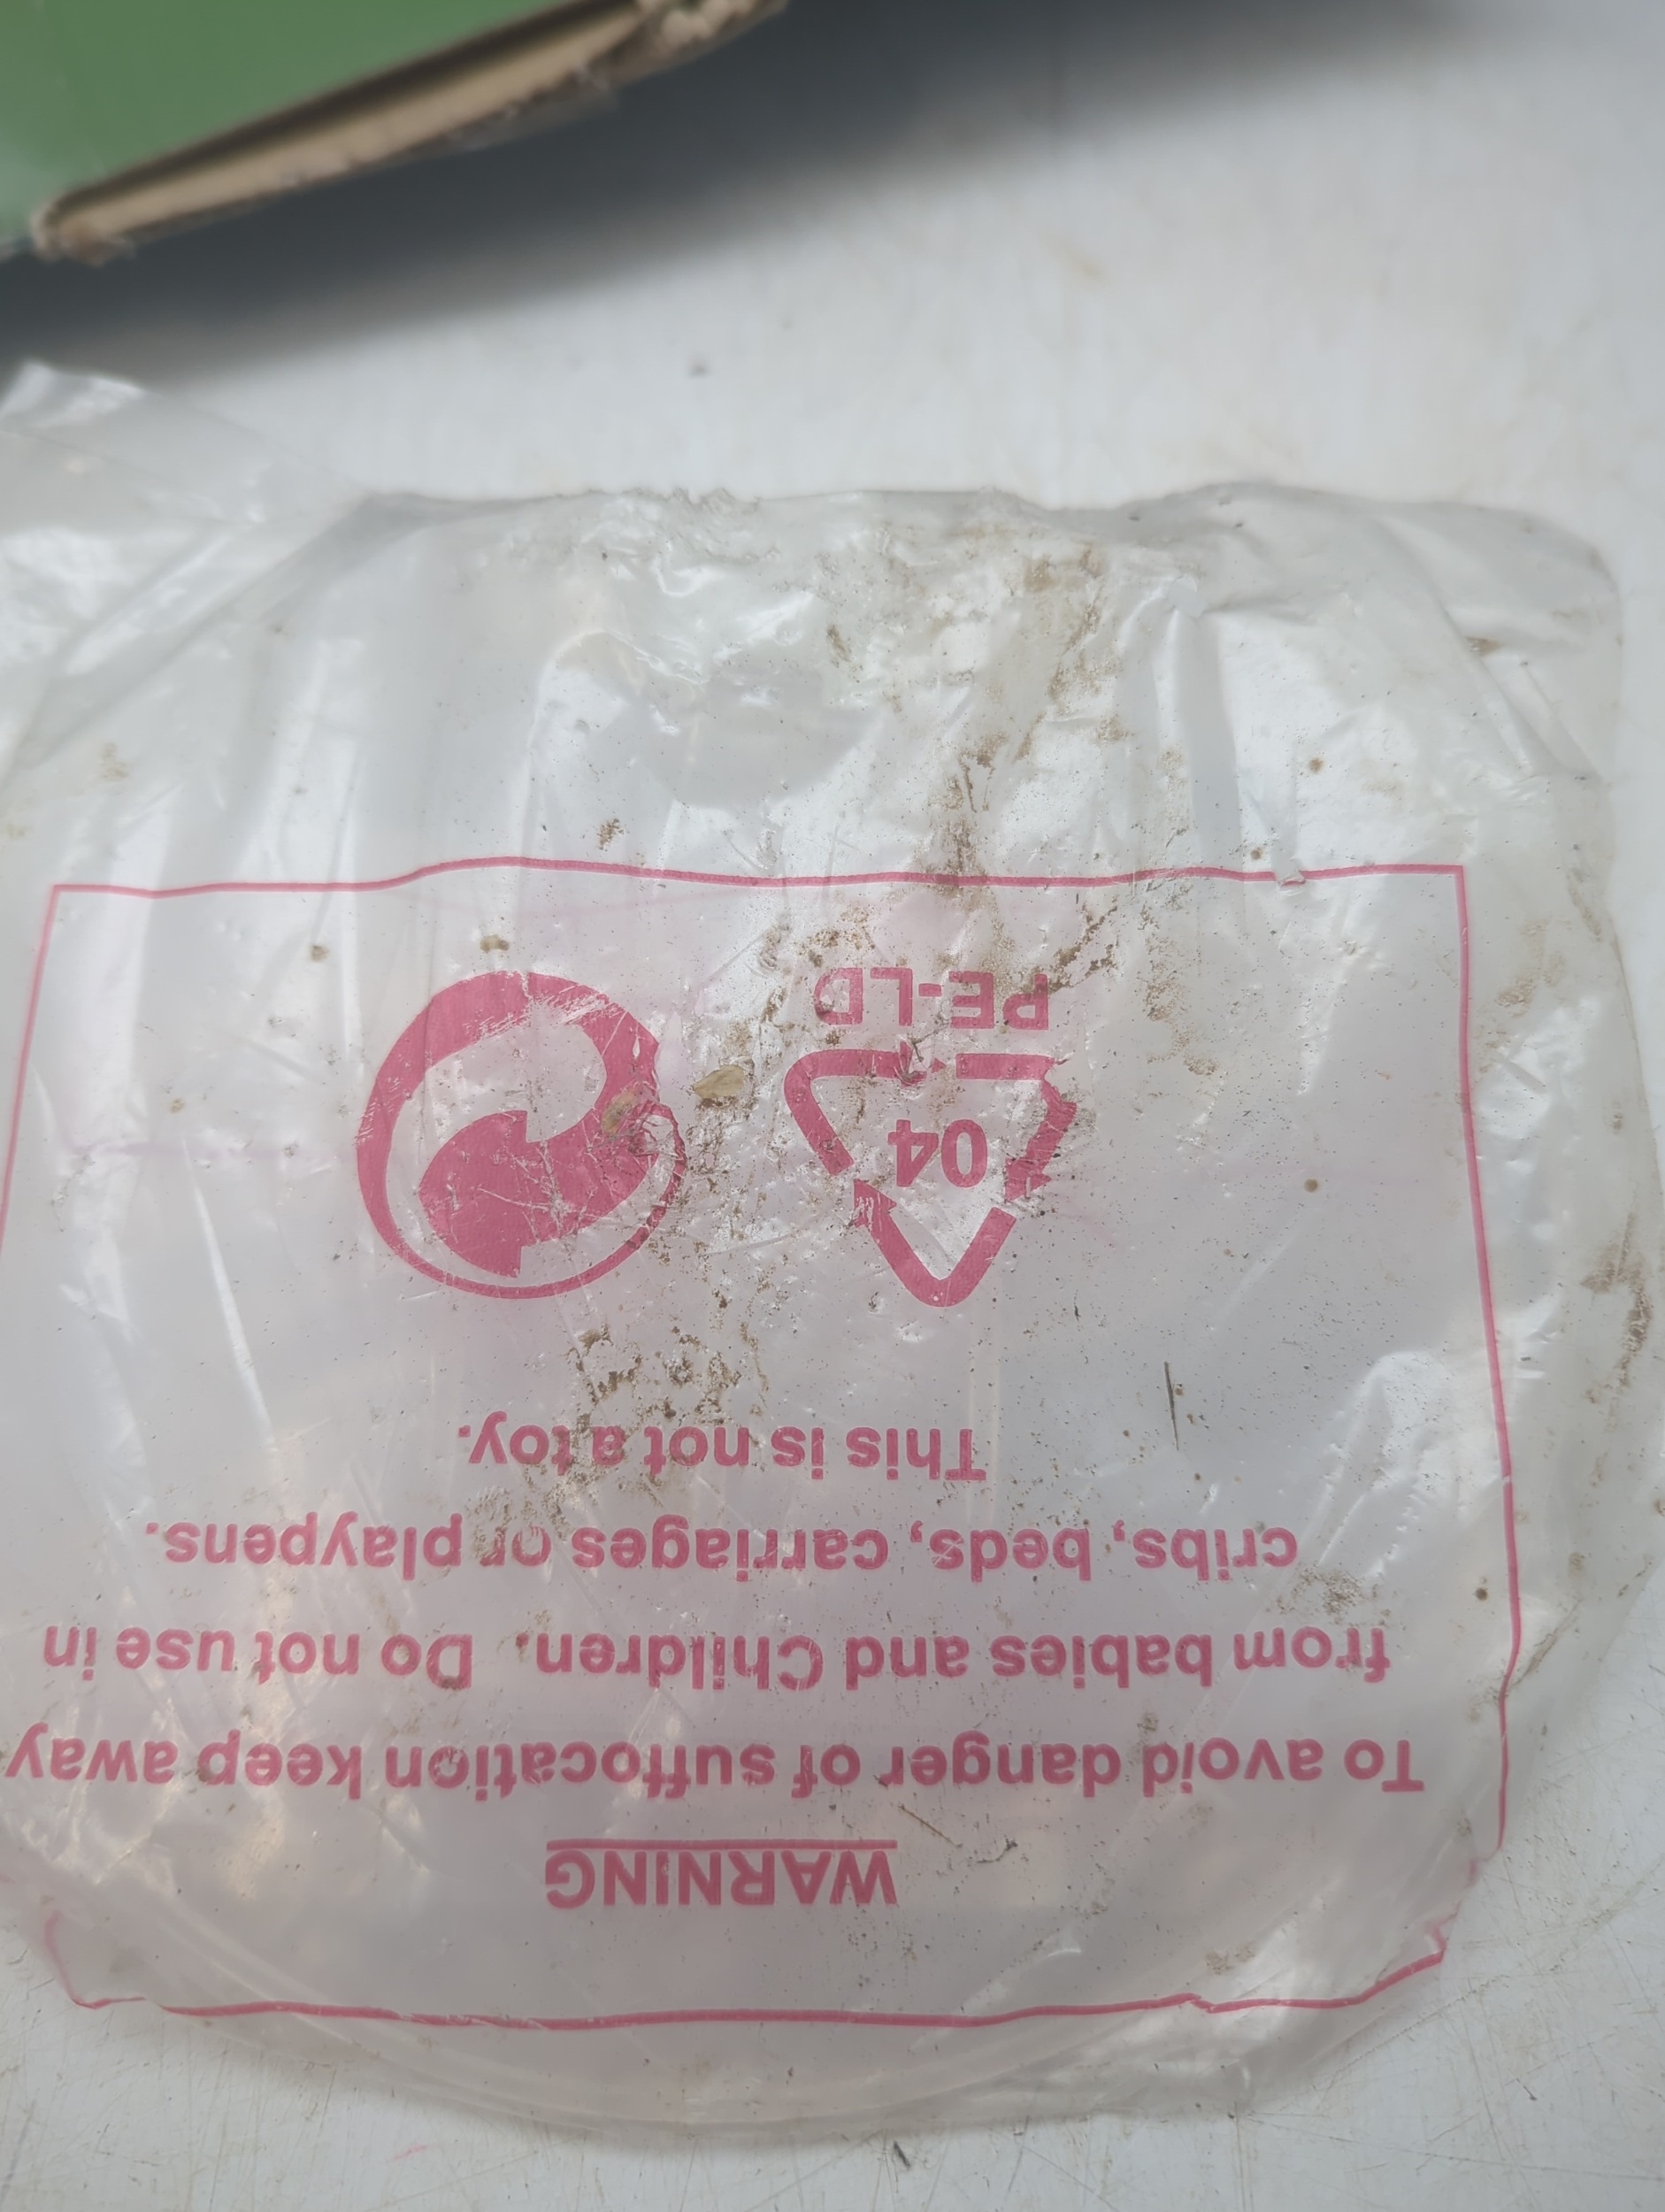 WARNING
To avoid danger of suffocation keep away
from babies and Children. Do not use in
cribs, beds, carriages or playpens.
This is not a toy.
04
PE-LD